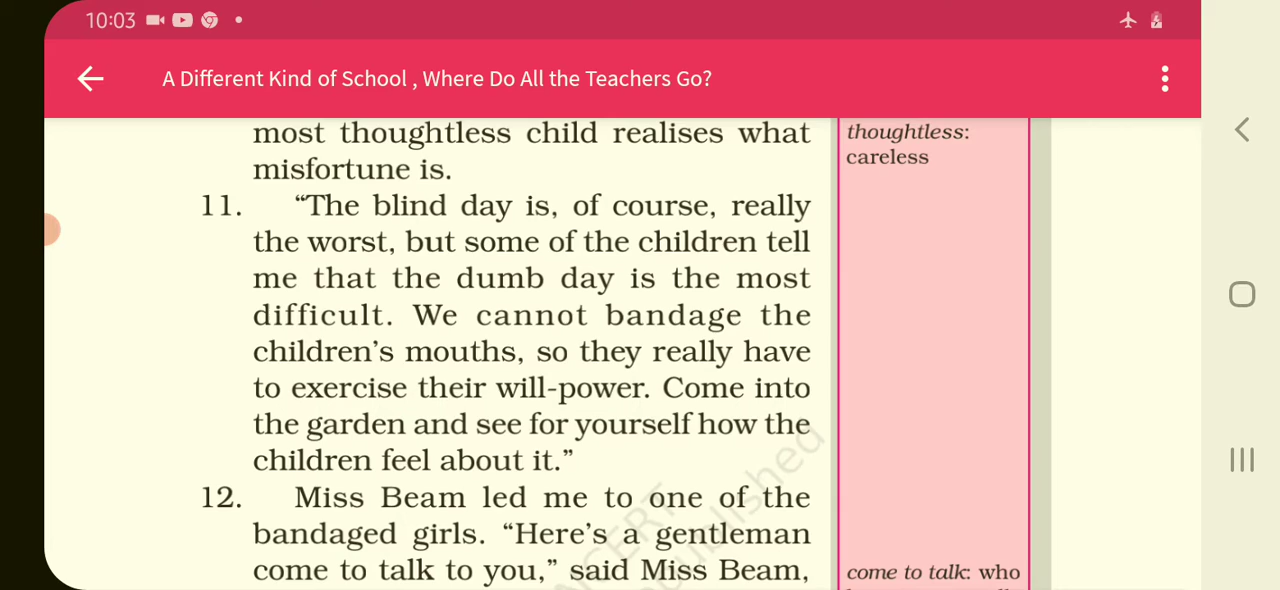 10:03
A Different Kind of School , Where Do All the Teachers Go?
most thoughtless child realises what
misfortune is.
thoughtless:
careless
11. “The blind day is, of course, really
the worst, but some of the children tell
me that the dumb day is the most
difficult. We cannot bandage the
children’s mouths, so they really have
to exercise their will-power. Come into
the garden and see for yourself how the
children feel about it.”
12. Miss Beam led me to one of the
bandaged girls. “Here’s a gentleman
come to talk to you,” said Miss Beam,
come to talk: who
NCERT
published